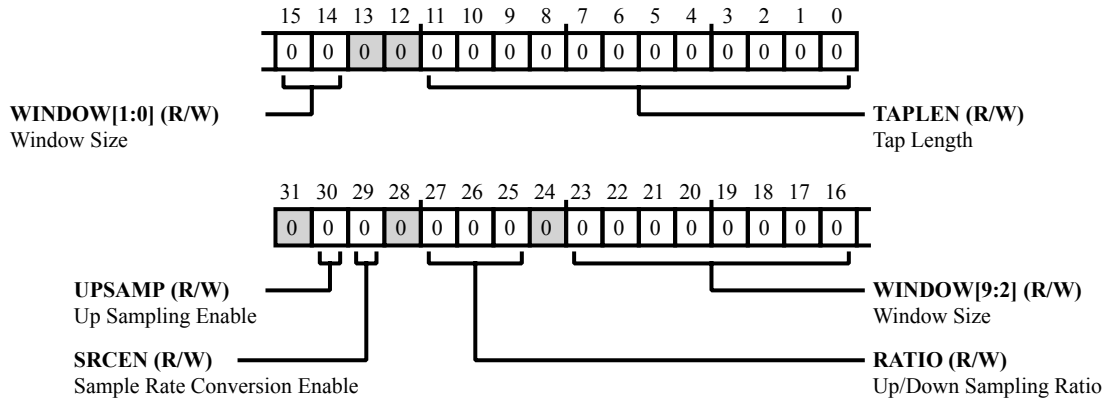 15 14 13 12 11 10 9 8 7 6 5 4 3 2 1 0
0 0 0 0 0 0 0 0 0 0 0 0 0 0 0 0
WINDOW[1:0] (R/W)
Window Size
TAPLEN (R/W)
Tap Length
31 30 29 28 27 26 25 24 23 22 21 20 19 18 17 16
0 0 0 0 0 0 0 0 0 0 0 0 0 0 0 0
UPSAMP (R/W)
Up Sampling Enable
WINDOW[9:2] (R/W)
Window Size
SRCEN (R/W)
Sample Rate Conversion Enable
RATIO (R/W)
Up/Down Sampling Ratio